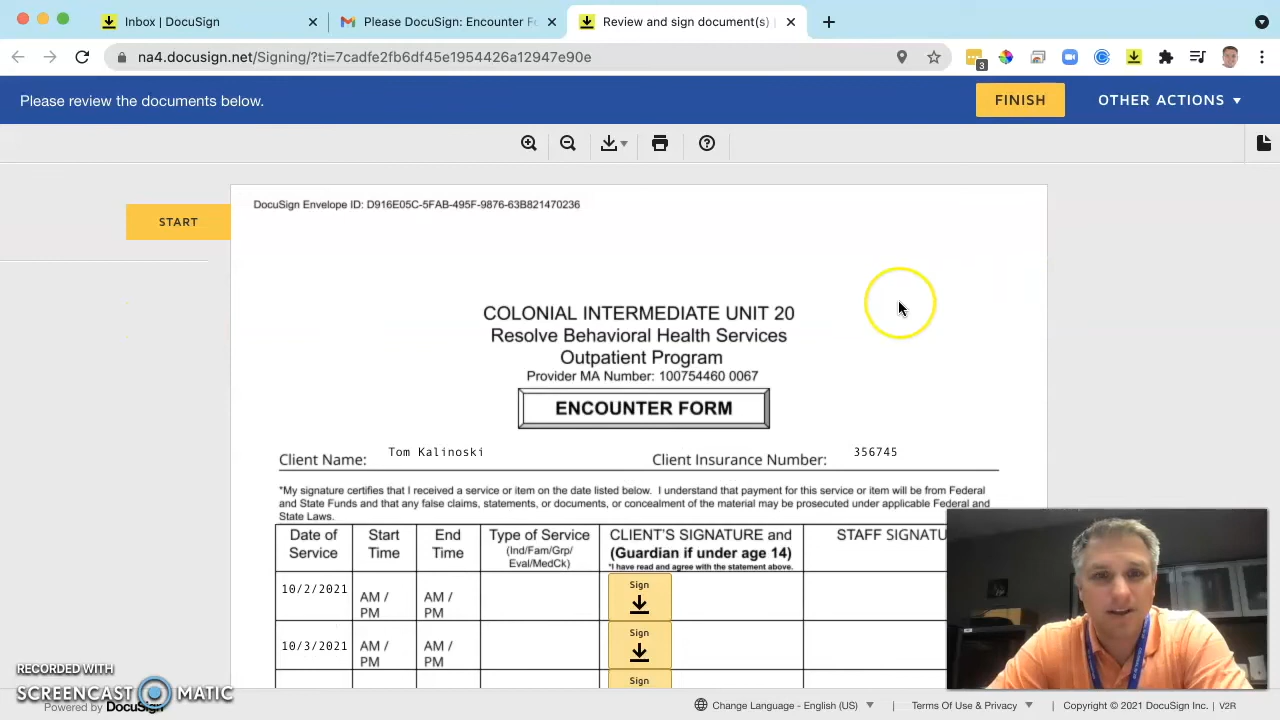 Inbox | DocuSign
Please DocuSign: Encounter F
Review and sign document(s)
na4.docusign.net/Signing/?ti=7cadfe2fb6df45e1954426a12947e90e
3
Please review the documents below.
FINISH
OTHER ACTIONS
START
DocuSign Envelope ID: D916E05C-5FAB-495F-9876-63B821470236
COLONIAL INTERMEDIATE UNIT 20
Resolve Behavioral Health Services
Outpatient Program
Provider MA Number: 100754460 0067
ENCOUNTER FORM
Client Name: Tom Kalinoski Client Insurance Number: 356745
*My signature certifies that I received a service or item on the date listed below. I understand that payment for this service or item will be from Federal
and State Funds and that any false claims, statements, or documents, or concealment of the material may be prosecuted under applicable Federal and
State Laws.
Date of Service
Start Time
End Time
Type of Service
(Ind/Fam/Grp/
Eval/MedCk)
CLIENT'S SIGNATURE and
(Guardian if under age 14)
*I have read and agree with the statement above.
STAFF SIGNATU
10/2/2021 AM / PM AM / PM Sign
10/3/2021 AM / PM AM / PM Sign
Sign
RECORDED WITH
SCREENCAST MATIC
Powered by DocuSign
Change Language - English (US)
Terms Of Use & Privacy
Copyright © 2021 DocuSign Inc. | V2R